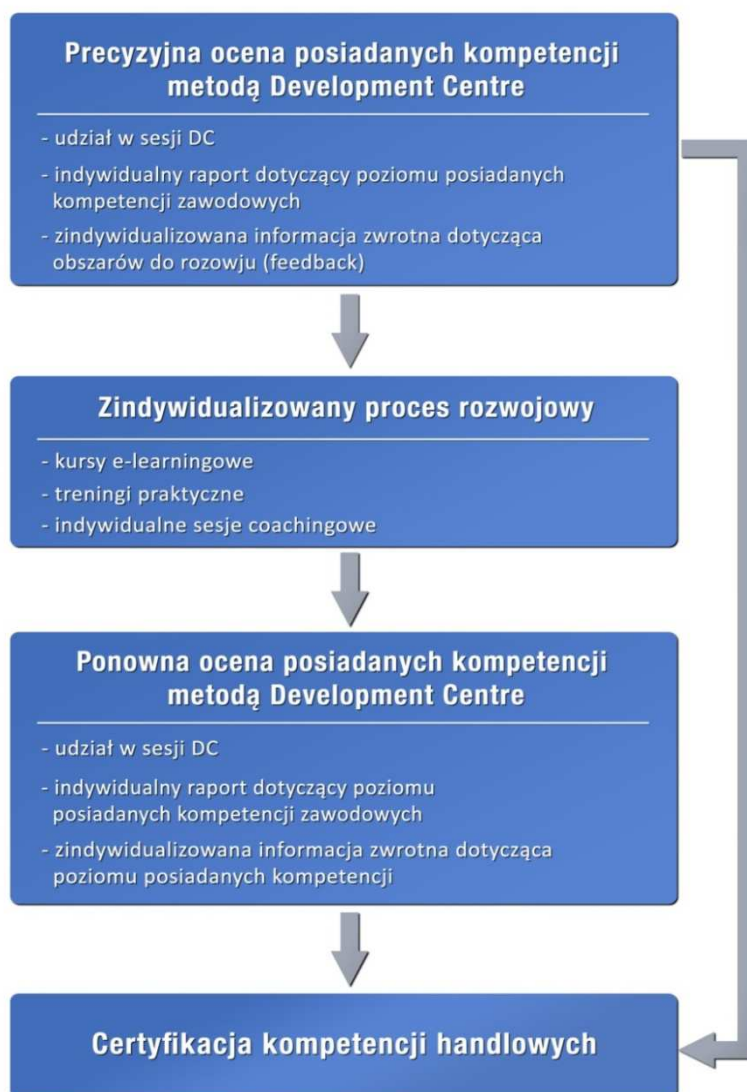 Precyzyjna ocena posiadanych kompetencji
metodą Development Centre
- udział w sesji DC
- indywidualny raport dotyczący poziomu posiadanych
kompetencji zawodowych
- zindywidualizowana informacja zwrotna dotycząca
obszarów do rozowju (feedback)
Zindywidualizowany proces rozwojowy
- kursy e-learningowe
- treningi praktyczne
- indywidualne sesje coachingowe
Ponowna ocena posiadanych kompetencji
metodą Development Centre
- udział w sesji DC
- indywidualny raport dotyczący poziomu
posiadanych kompetencji zawodowych
- zindywidualizowana informacja zwrotna dotycząca
poziomu posiadanych kompetencji
Certyfikacja kompetencji handlowych